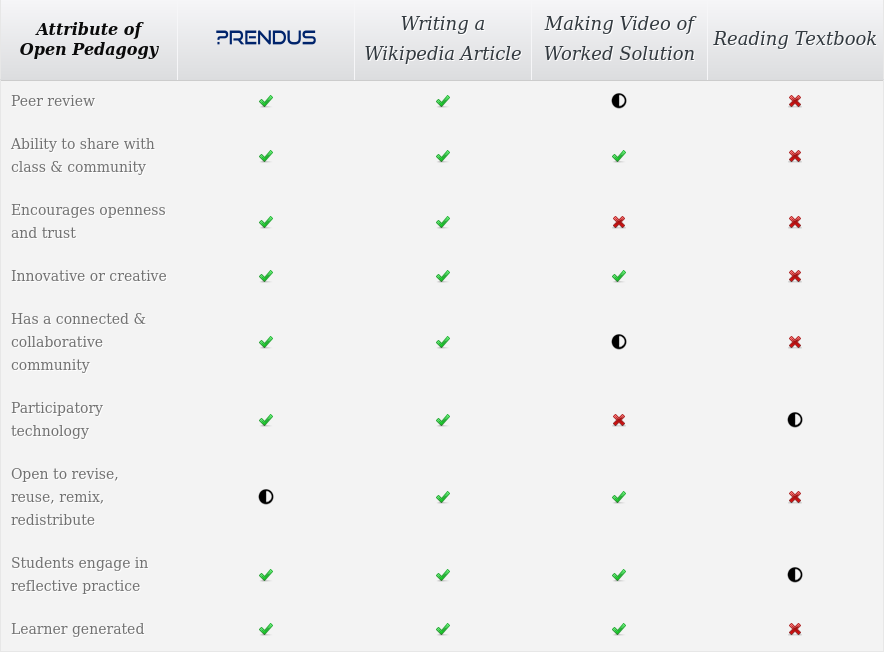 Attribute of
Open Pedagogy
PRENDUS
Writing a
Wikipedia Article
Making Video of
Worked Solution
Reading Textbook
Peer review
Ability to share with
class & community
Encourages openness
and trust
Innovative or creative
Has a connected &
collaborative
community
Participatory
technology
Open to revise,
reuse, remix,
redistribute
Students engage in
reflective practice
Learner generated